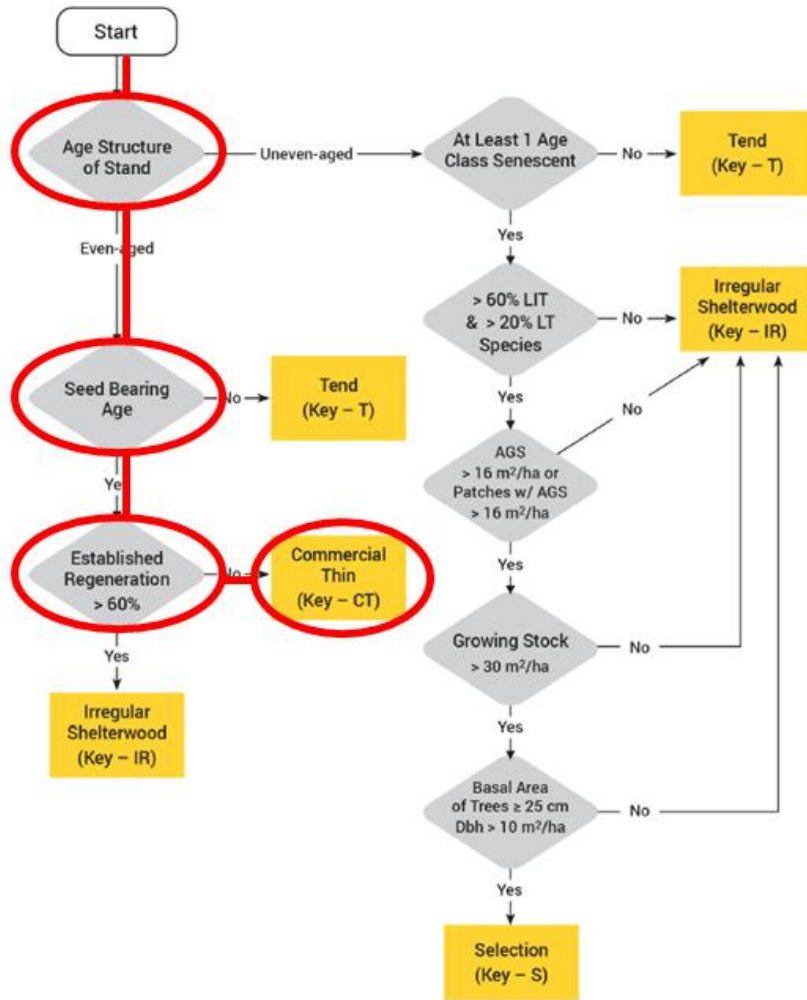 Start
Age Structure
of Stand
Uneven-aged
At Least 1 Age
Class Senescent
No
Tend
(Key – T)
Even-aged
Yes
> 60% LIT
& > 20% LT
Species
No
Irregular
Shelterwood
(Key – IR)
Seed Bearing
Age
No
Tend
(Key – T)
Yes
No
AGS
> 16 m²/ha or
Patches w/ AGS
> 16 m²/ha
Yes
Established
Regeneration
> 60%
No
Commercial
Thin
(Key – CT)
Yes
Growing Stock
> 30 m²/ha
No
Yes
Irregular
Shelterwood
(Key – IR)
Yes
Basal Area
of Trees ≥ 25 cm
Dbh > 10 m²/ha
No
Yes
Selection
(Key – S)